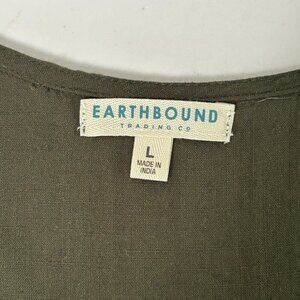 EARTHBOUND
TRADING CO
L
MADE IN
INDIA